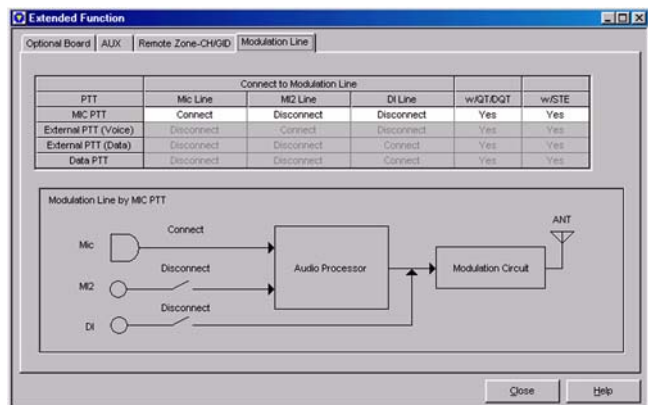 Extended Function
Optional Board AUX Remote Zone-CH/GID Modulation Line
Connect to Modulation Line
PTT Mic Line MI2 Line DI Line w/QT/DQT w/STE
MIC PTT Connect Disconnect Disconnect Yes Yes
External PTT (Voice) Disconnect Connect Disconnect Yes Yes
External PTT (Data) Disconnect Disconnect Connect Yes Yes
Data PTT Disconnect Disconnect Connect Yes Yes
Modulation Line by MIC PTT
ANT
Connect
Mic
Disconnect
Audio Processor
Modulation Circuit
MI2
Disconnect
DI
Close Help